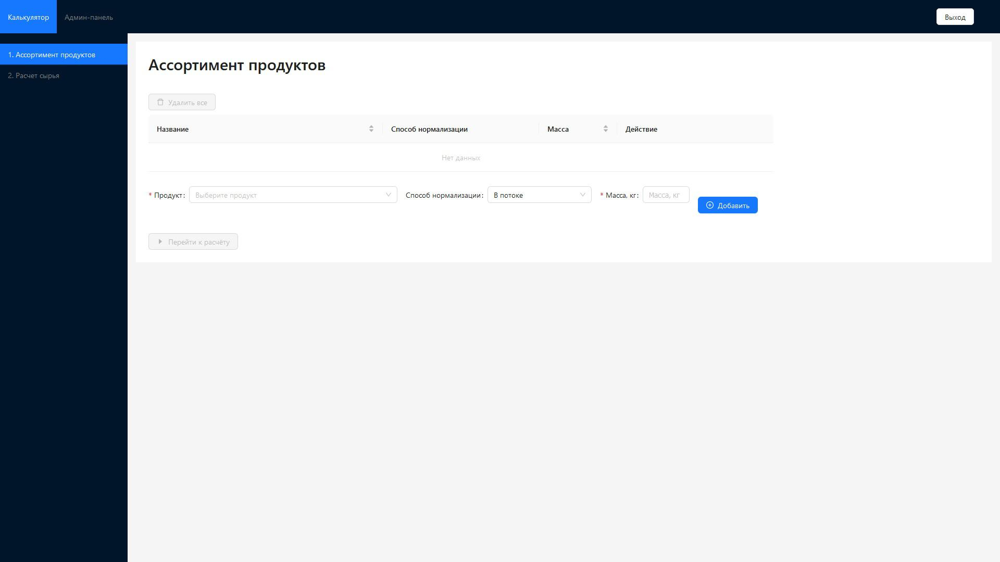 Калькулятор
Админ-панель
Выход
1. Ассортимент продуктов
2. Расчет сырья
Ассортимент продуктов
Удалить все
Название
Способ нормализации
Масса
Действие
Нет данных
* Продукт:
Выберите продукт
Способ нормализации:
В потоке
* Масса, кг:
Масса, кг
Добавить
Перейти к расчёту